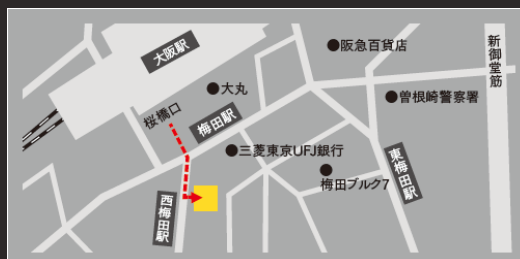 大阪駅
阪急百貨店
新御堂筋
大丸
曽根崎警察署
桜橋口
梅田駅
三菱東京UFJ銀行
東梅田駅
梅田ブルク7
西梅田駅